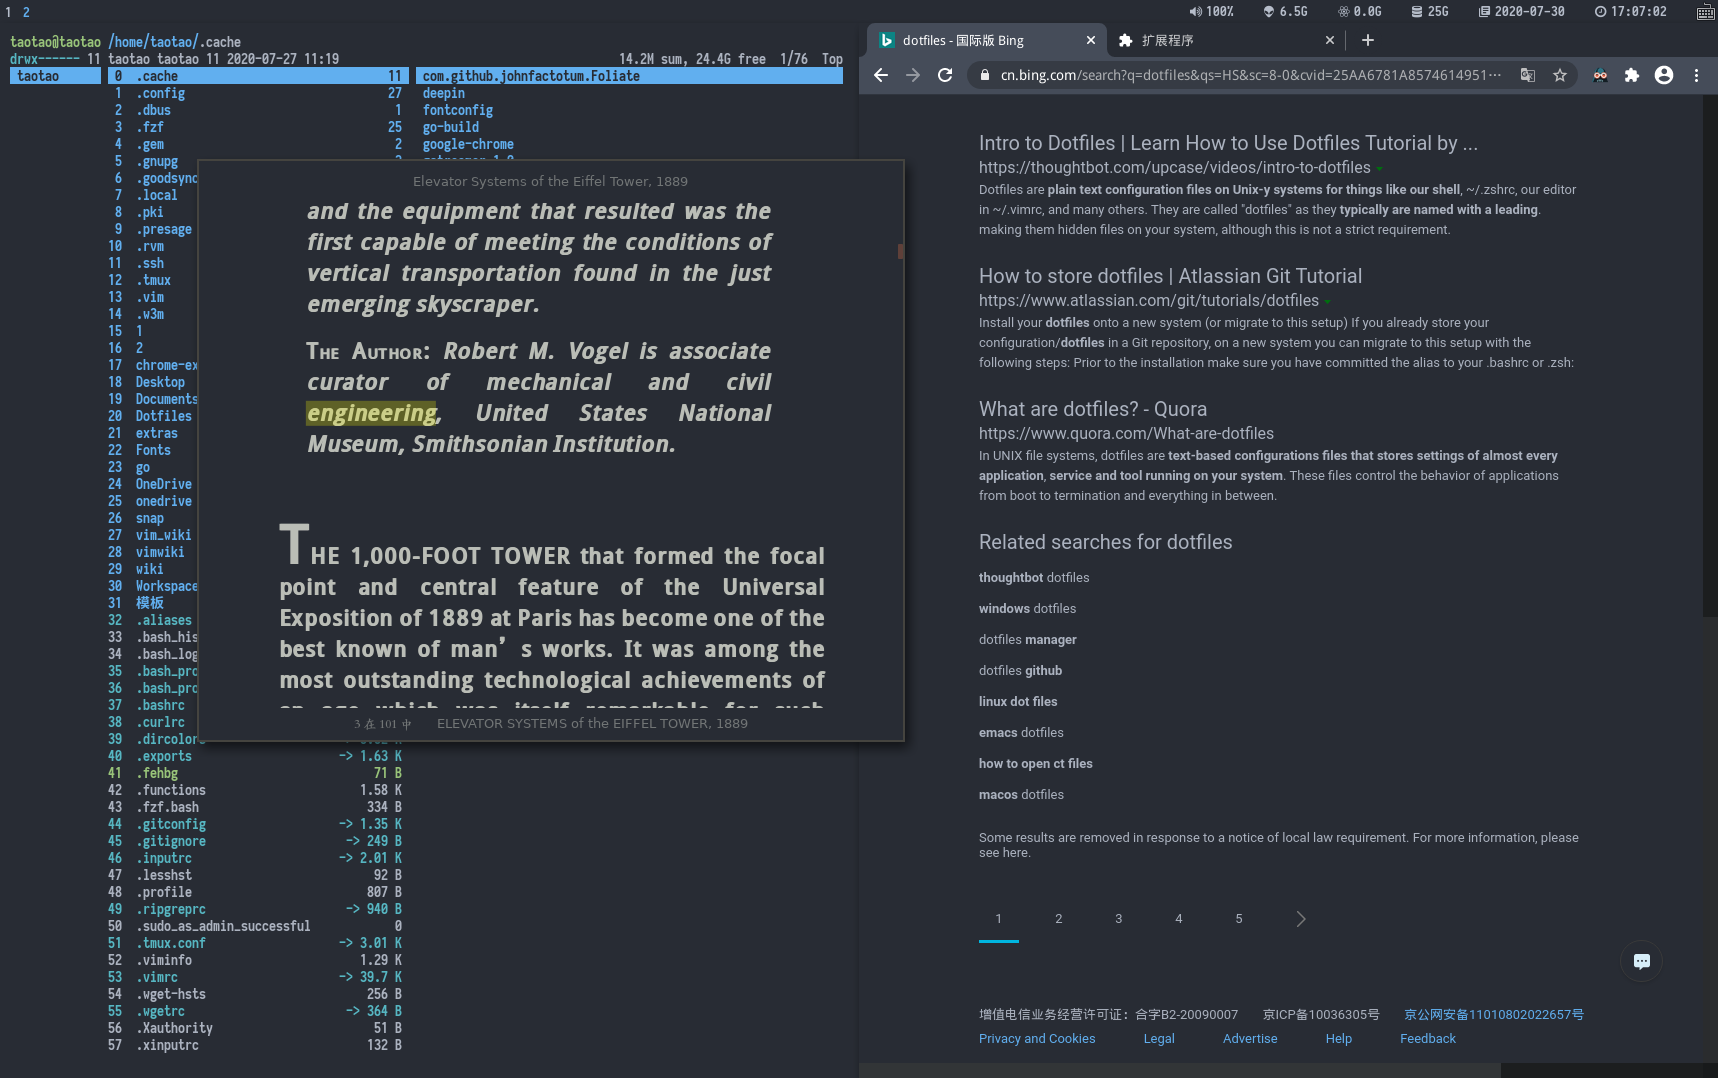 1 2
100% 6.5G 0.0G 25G 2020-07-30 17:07:02
taotao@taotao /home/taotao/.cache
drwx------ 11 taotao taotao 11 2020-07-27 11:19 14.2M sum, 24.4G free 1/76 Top
taotao
0 .cache 11
1 .config 27
2 .dbus 1
3 .fzf 25
4 .gem 2
5 .gnupg
6 .goodsync
7 .local
8 .pki
9 .presage
10 .rvm
11 .ssh
12 .tmux
13 .vim
14 .w3m
15 1
16 2
17 chrome-ex
18 Desktop
19 Documents
20 Dotfiles
21 extras
22 Fonts
23 go
24 OneDrive
25 onedrive
26 snap
27 vim_wiki
28 vimwiki
29 wiki
30 Workspace
31 模板
32 .aliases
33 .bash_his
34 .bash_log
35 .bash_pro
36 .bash_pro
37 .bashrc
38 .curlrc
39 .dircolors
40 .exports -> 1.63 K
41 .fehbg 71 B
42 .functions 1.58 K
43 .fzf.bash 334 B
44 .gitconfig -> 1.35 K
45 .gitignore -> 249 B
46 .inputrc -> 2.01 K
47 .lesshst 92 B
48 .profile 807 B
49 .ripgreprc -> 940 B
50 .sudo_as_admin_successful 0
51 .tmux.conf -> 3.01 K
52 .viminfo 1.29 K
53 .vimrc -> 39.7 K
54 .wget-hsts 256 B
55 .wgetrc -> 364 B
56 .Xauthority 51 B
57 .xinputrc 132 B
com.github.johnfactotum.Foliate
deepin
fontconfig
go-build
google-chrome
Elevator Systems of the Eiffel Tower, 1889
and the equipment that resulted was the
first capable of meeting the conditions of
vertical transportation found in the just
emerging skyscraper.
The Author: Robert M. Vogel is associate
curator of mechanical and civil
engineering, United States National
Museum, Smithsonian Institution.
THE 1,000-FOOT TOWER that formed the focal
point and central feature of the Universal
Exposition of 1889 at Paris has become one of the
best known of man’s works. It was among the
most outstanding technological achievements of
an age which was itself remarkable for such
3 在 101 中 ELEVATOR SYSTEMS of the EIFFEL TOWER, 1889
dotfiles - 国际版 Bing
扩展程序
cn.bing.com/search?q=dotfiles&qs=HS&sc=8-0&cvid=25AA6781A8574614951···
Intro to Dotfiles | Learn How to Use Dotfiles Tutorial by ...
https://thoughtbot.com/upcase/videos/intro-to-dotfiles
Dotfiles are plain text configuration files on Unix-y systems for things like our shell, ~/.zshrc, our editor
in ~/.vimrc, and many others. They are called "dotfiles" as they typically are named with a leading.
making them hidden files on your system, although this is not a strict requirement.
How to store dotfiles | Atlassian Git Tutorial
https://www.atlassian.com/git/tutorials/dotfiles
Install your dotfiles onto a new system (or migrate to this setup) If you already store your
configuration/dotfiles in a Git repository, on a new system you can migrate to this setup with the
following steps: Prior to the installation make sure you have committed the alias to your .bashrc or .zsh:
What are dotfiles? - Quora
https://www.quora.com/What-are-dotfiles
In UNIX file systems, dotfiles are text-based configurations files that stores settings of almost every
application, service and tool running on your system. These files control the behavior of applications
from boot to termination and everything in between.
Related searches for dotfiles
thoughtbot dotfiles
windows dotfiles
dotfiles manager
dotfiles github
linux dot files
emacs dotfiles
how to open ct files
macos dotfiles
Some results are removed in response to a notice of local law requirement. For more information, please
see here.
1 2 3 4 5
增值电信业务经营许可证：合字B2-20090007 京ICP备10036305号 京公网安备11010802022657号
Privacy and Cookies Legal Advertise Help Feedback